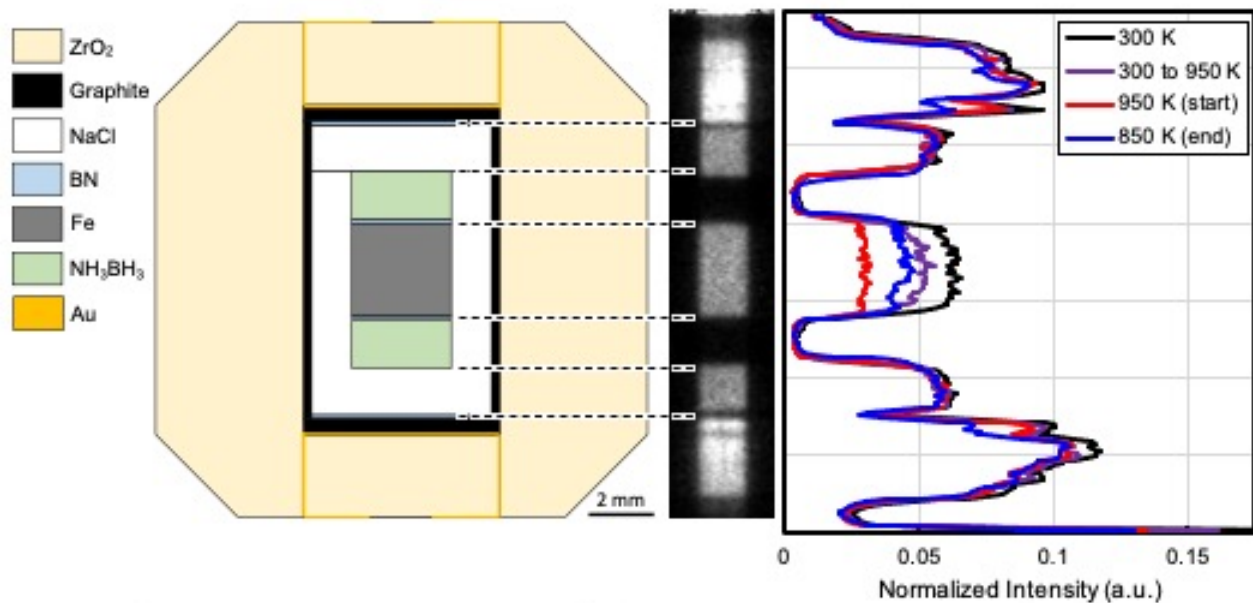 ZrO₂
Graphite
NaCl
BN
Fe
NH₃BH₃
Au
2 mm
300 K
300 to 950 K
950 K (start)
850 K (end)
0 0.05 0.1 0.15
Normalized Intensity (a.u.)